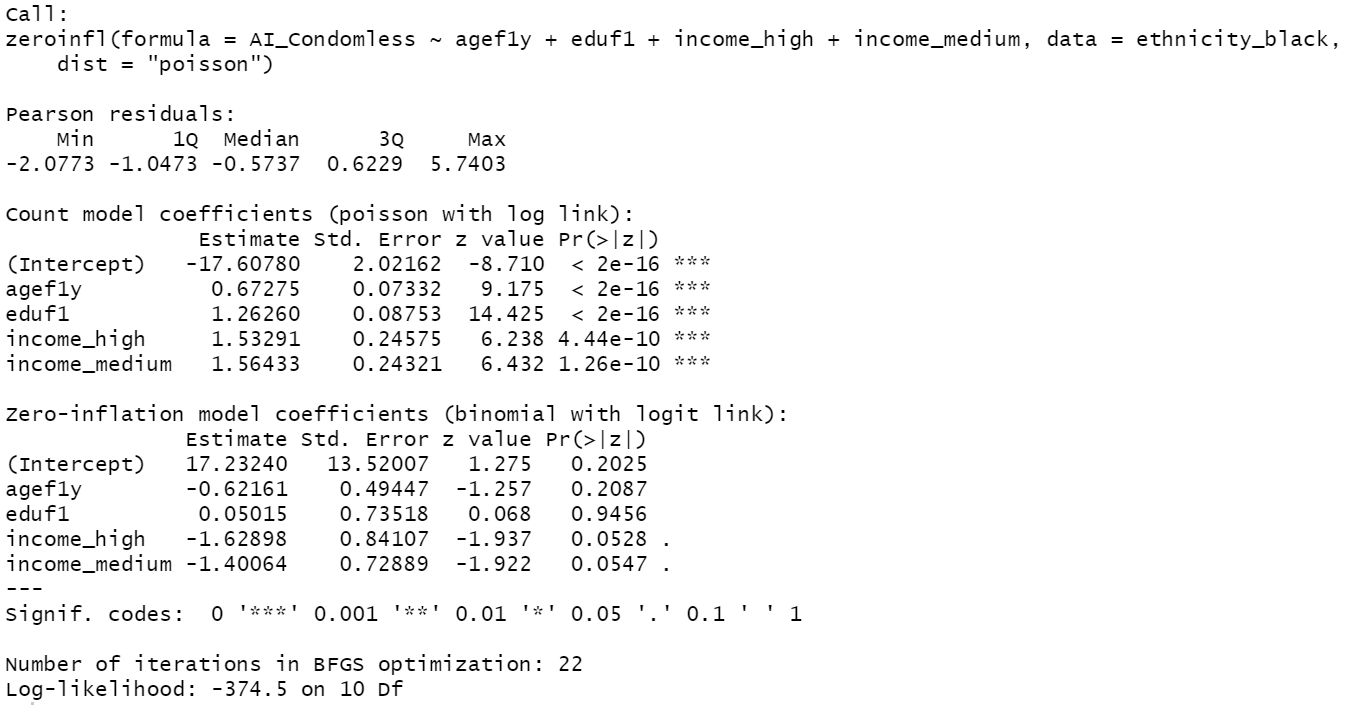 Call:
zeroinfl(formula = AI_Condomless ~ agef1y + eduf1 + income_high + income_medium, data = ethnicity_black,
    dist = "poisson")

Pearson residuals:
    Min      1Q  Median      3Q     Max
-2.0773 -1.0473 -0.5737  0.6229  5.7403

Count model coefficients (poisson with log link):
               Estimate Std. Error z value Pr(>|z|)
(Intercept)   -17.60780    2.02162  -8.710  < 2e-16 ***
agef1y          0.67275    0.07332   9.175  < 2e-16 ***
eduf1           1.26260    0.08753  14.425  < 2e-16 ***
income_high     1.53291    0.24575   6.238 4.44e-10 ***
income_medium   1.56433    0.24321   6.432 1.26e-10 ***

Zero-inflation model coefficients (binomial with logit link):
              Estimate Std. Error z value Pr(>|z|)
(Intercept)   17.23240   13.52007   1.275   0.2025
agef1y        -0.62161    0.49447  -1.257   0.2087
eduf1          0.05015    0.73518   0.068   0.9456
income_high   -1.62898    0.84107  -1.937   0.0528 .
income_medium -1.40064    0.72889  -1.922   0.0547 .
---
Signif. codes:  0 '***' 0.001 '**' 0.01 '*' 0.05 '.' 0.1 ' ' 1

Number of iterations in BFGS optimization: 22
Log-likelihood: -374.5 on 10 Df